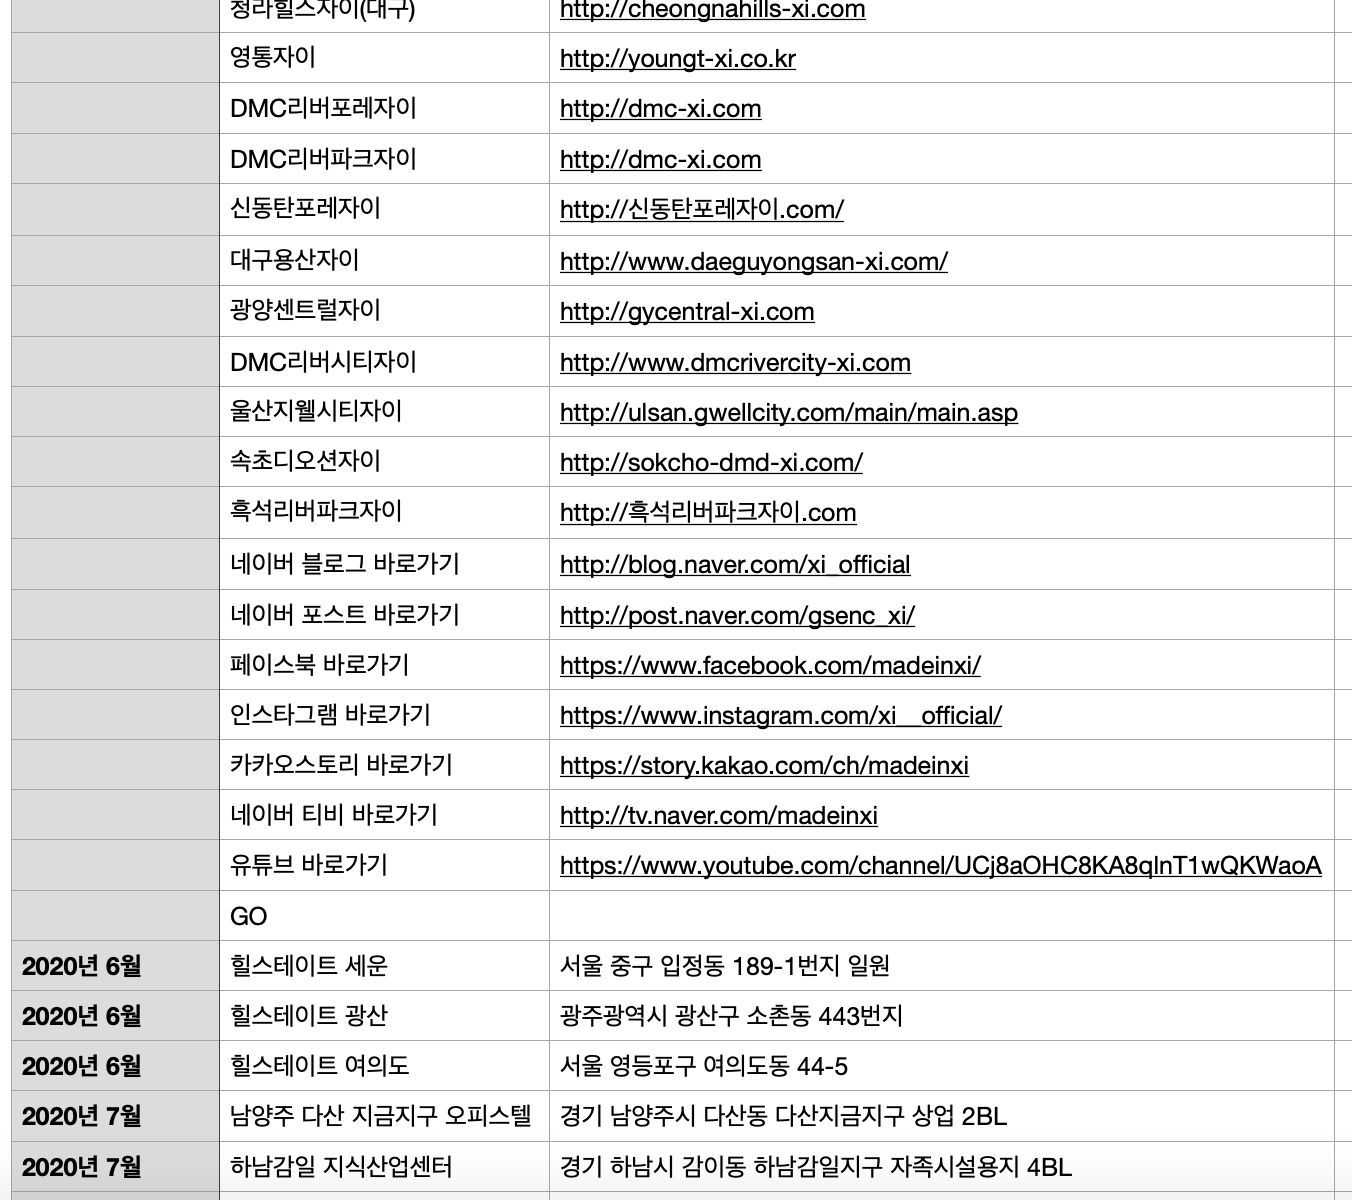 청라힐스자이(대구) http://cheongnahills-xi.com
영통자이 http://youngt-xi.co.kr
DMC리버포레자이 http://dmc-xi.com
DMC리버파크자이 http://dmc-xi.com
신동탄포레자이 http://신동탄포레자이.com/
대구용산자이 http://www.daeguyongsan-xi.com/
광양센트럴자이 http://gycentral-xi.com
DMC리버시티자이 http://www.dmcrivercity-xi.com
울산지웰시티자이 http://ulsan.gwellcity.com/main/main.asp
속초디오션자이 http://sokcho-dmd-xi.com/
흑석리버파크자이 http://흑석리버파크자이.com
네이버 블로그 바로가기 http://blog.naver.com/xi_official
네이버 포스트 바로가기 http://post.naver.com/gsenc_xi/
페이스북 바로가기 https://www.facebook.com/madeinxi/
인스타그램 바로가기 https://www.instagram.com/xi__official/
카카오스토리 바로가기 https://story.kakao.com/ch/madeinxi
네이버 티비 바로가기 http://tv.naver.com/madeinxi
유튜브 바로가기 https://www.youtube.com/channel/UCj8aOHC8KA8qlnT1wQKWaoA
GO
2020년 6월 힐스테이트 세운 서울 중구 입정동 189-1번지 일원
2020년 6월 힐스테이트 광산 광주광역시 광산구 소촌동 443번지
2020년 6월 힐스테이트 여의도 서울 영등포구 여의도동 44-5
2020년 7월 남양주 다산 지금지구 오피스텔 경기 남양주시 다산동 다산지금지구 상업 2BL
2020년 7월 하남감일 지식산업센터 경기 하남시 감이동 하남감일지구 자족시설용지 4BL